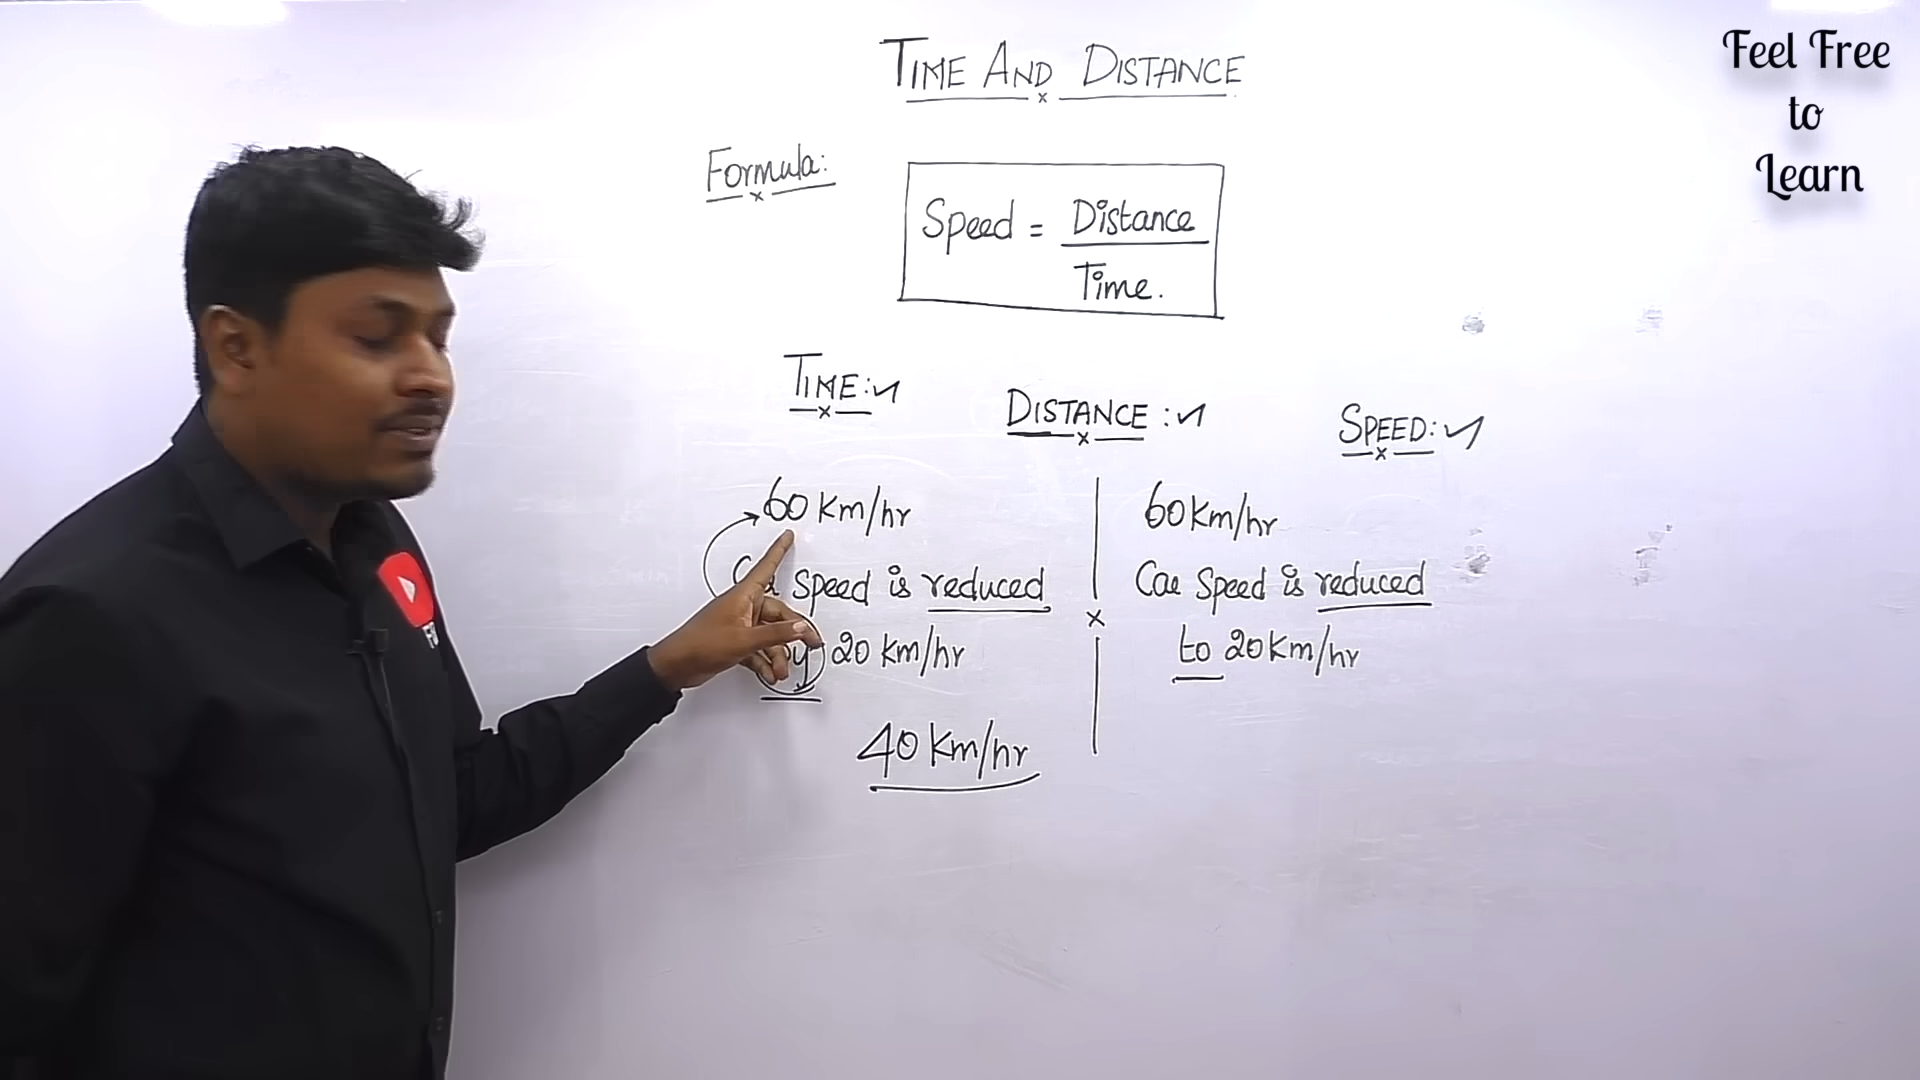 Feel Free
to
Learn
TIME AND DISTANCE
Formula:
Speed = Distance
Time.
TIME:
DISTANCE:
SPEED:
60 Km/hr
speed is reduced
by 20 Km/hr
40 Km/hr
60 Km/hr
Car speed is reduced
to 20 Km/hr